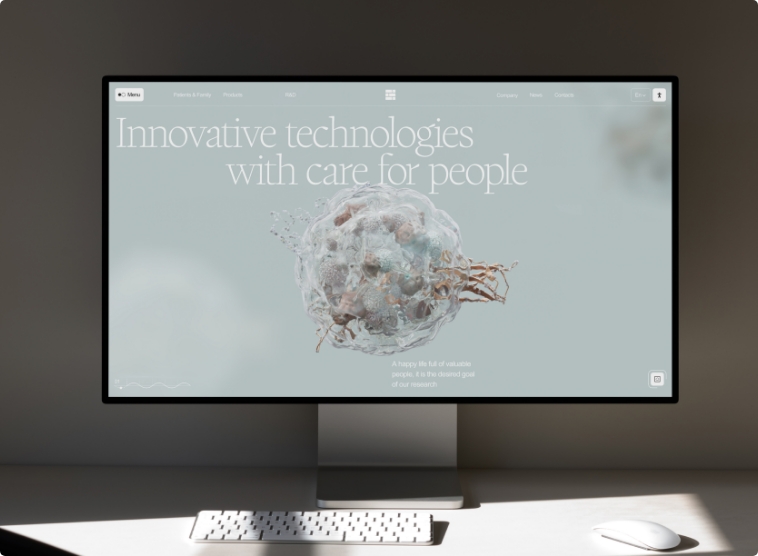 Menu
Patients & Family
Products
R&D
Company
News
Contacts
Innovative technologies
with care for people
A happy life full of valuable
people, it is the desired goal
of our research